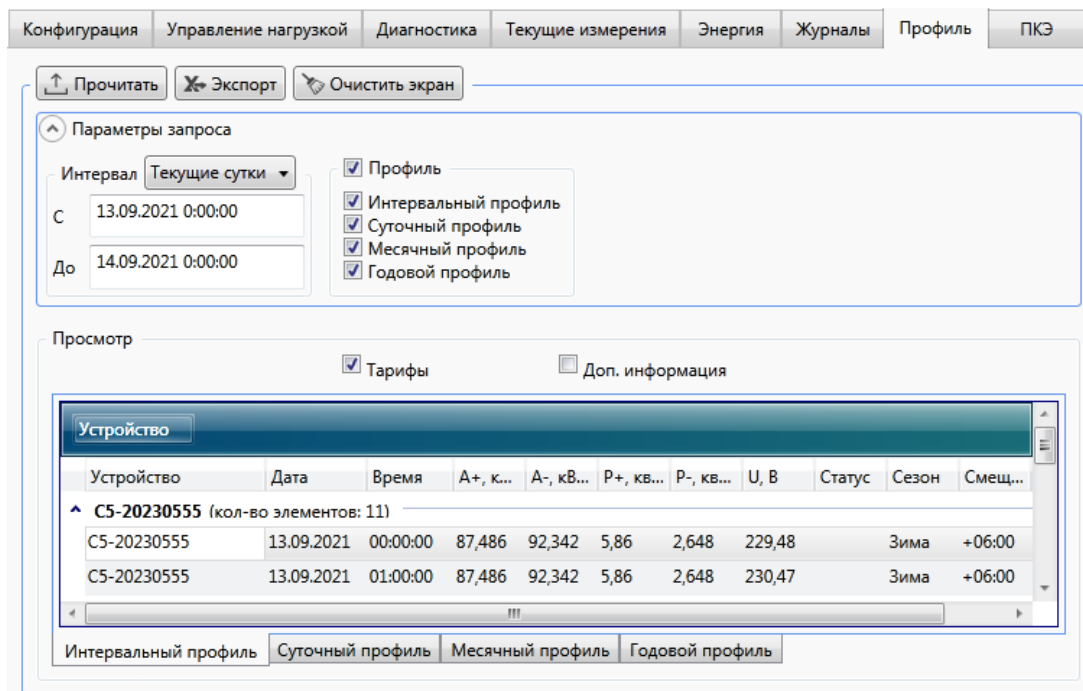 Конфигурация Управление нагрузкой Диагностика Текущие измерения Энергия Журналы Профиль ПКЭ
Прочитать Экспорт Очистить экран
Параметры запроса
Интервал Текущие сутки
С 13.09.2021 0:00:00
До 14.09.2021 0:00:00
Профиль
Интервальный профиль
Суточный профиль
Месячный профиль
Годовой профиль
Просмотр
Тарифы Доп. информация
Устройство
Устройство Дата Время А+, к... А-, кВ... Р+, кв... Р-, кв... U, В Статус Сезон Смещ...
С5-20230555 (кол-во элементов: 11)
С5-20230555 13.09.2021 00:00:00 87,486 92,342 5,86 2,648 229,48 Зима +06:00
С5-20230555 13.09.2021 01:00:00 87,486 92,342 5,86 2,648 230,47 Зима +06:00
Интервальный профиль Суточный профиль Месячный профиль Годовой профиль